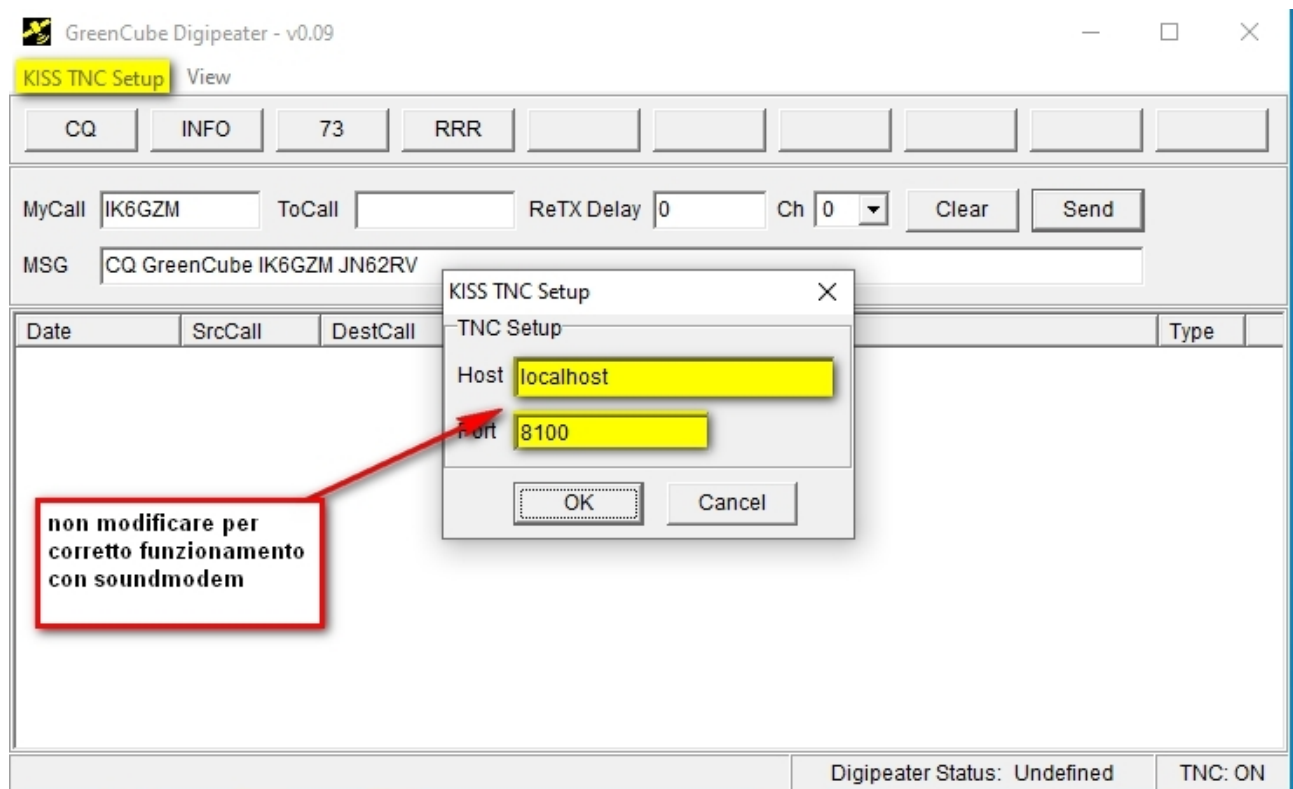 GreenCube Digipeater - v0.09
KISS TNC Setup View
CQ INFO 73 RRR
MyCall IK6GZM ToCall ReTX Delay 0 Ch 0 Clear Send
MSG CQ GreenCube IK6GZM JN62RV
KISS TNC Setup
Date SrcCall DestCall Type
TNC Setup
Host localhost
Port 8100
OK Cancel
non modificare per
corretto funzionamento
con soundmodem
Digipeater Status: Undefined TNC: ON